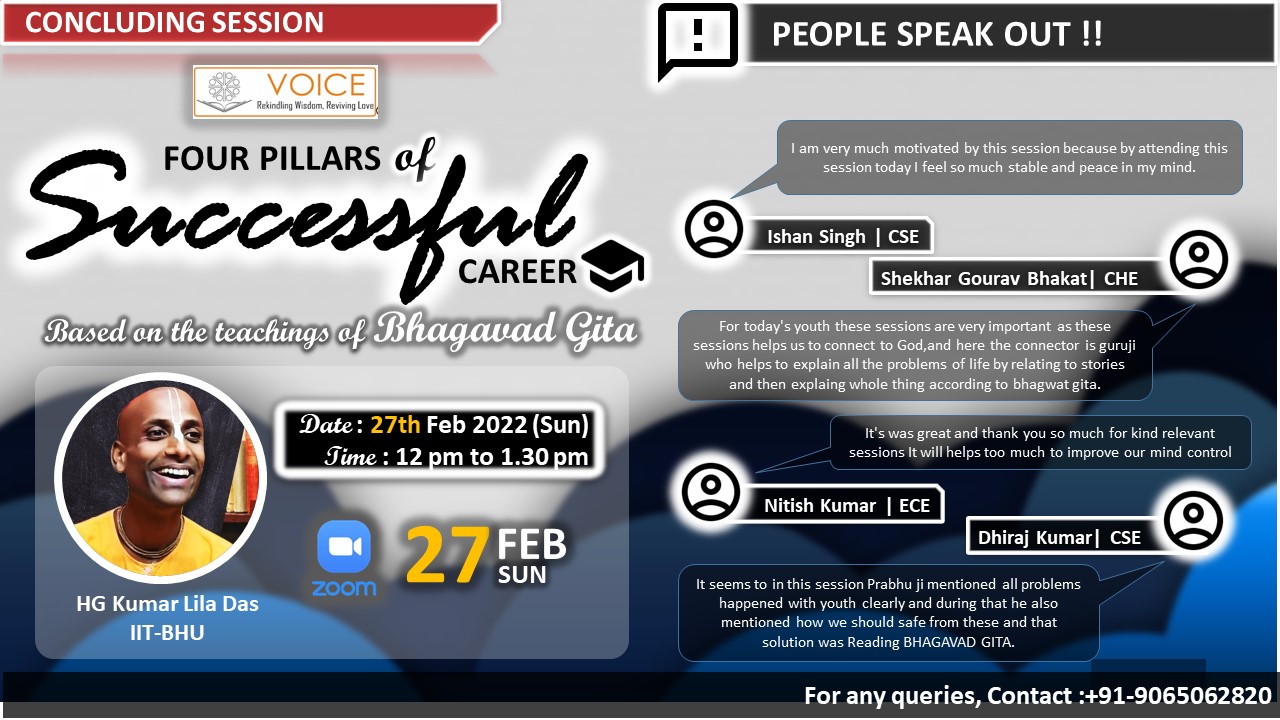 CONCLUDING SESSION
VOICE
Rekindling Wisdom, Reviving Love
FOUR PILLARS of
Successful
CAREER
Based on the teachings of Bhagavad Gita
Date : 27th Feb 2022 (Sun)
Time : 12 pm to 1.30 pm
zoom
27 FEB
SUN
HG Kumar Lila Das
IIT-BHU
PEOPLE SPEAK OUT !!
I am very much motivated by this session because by attending this
session today I feel so much stable and peace in my mind.
Ishan Singh | CSE
Shekhar Gourav Bhakat| CHE
For today's youth these sessions are very important as these
sessions helps us to connect to God,and here the connector is guruji
who helps to explain all the problems of life by relating to stories
and then explaing whole thing according to bhagwat gita.
It's was great and thank you so much for kind relevant
sessions It will helps too much to improve our mind control
Nitish Kumar | ECE
Dhiraj Kumar| CSE
It seems to in this session Prabhu ji mentioned all problems
happened with youth clearly and during that he also
mentioned how we should safe from these and that
solution was Reading BHAGAVAD GITA.
For any queries, Contact :+91-9065062820